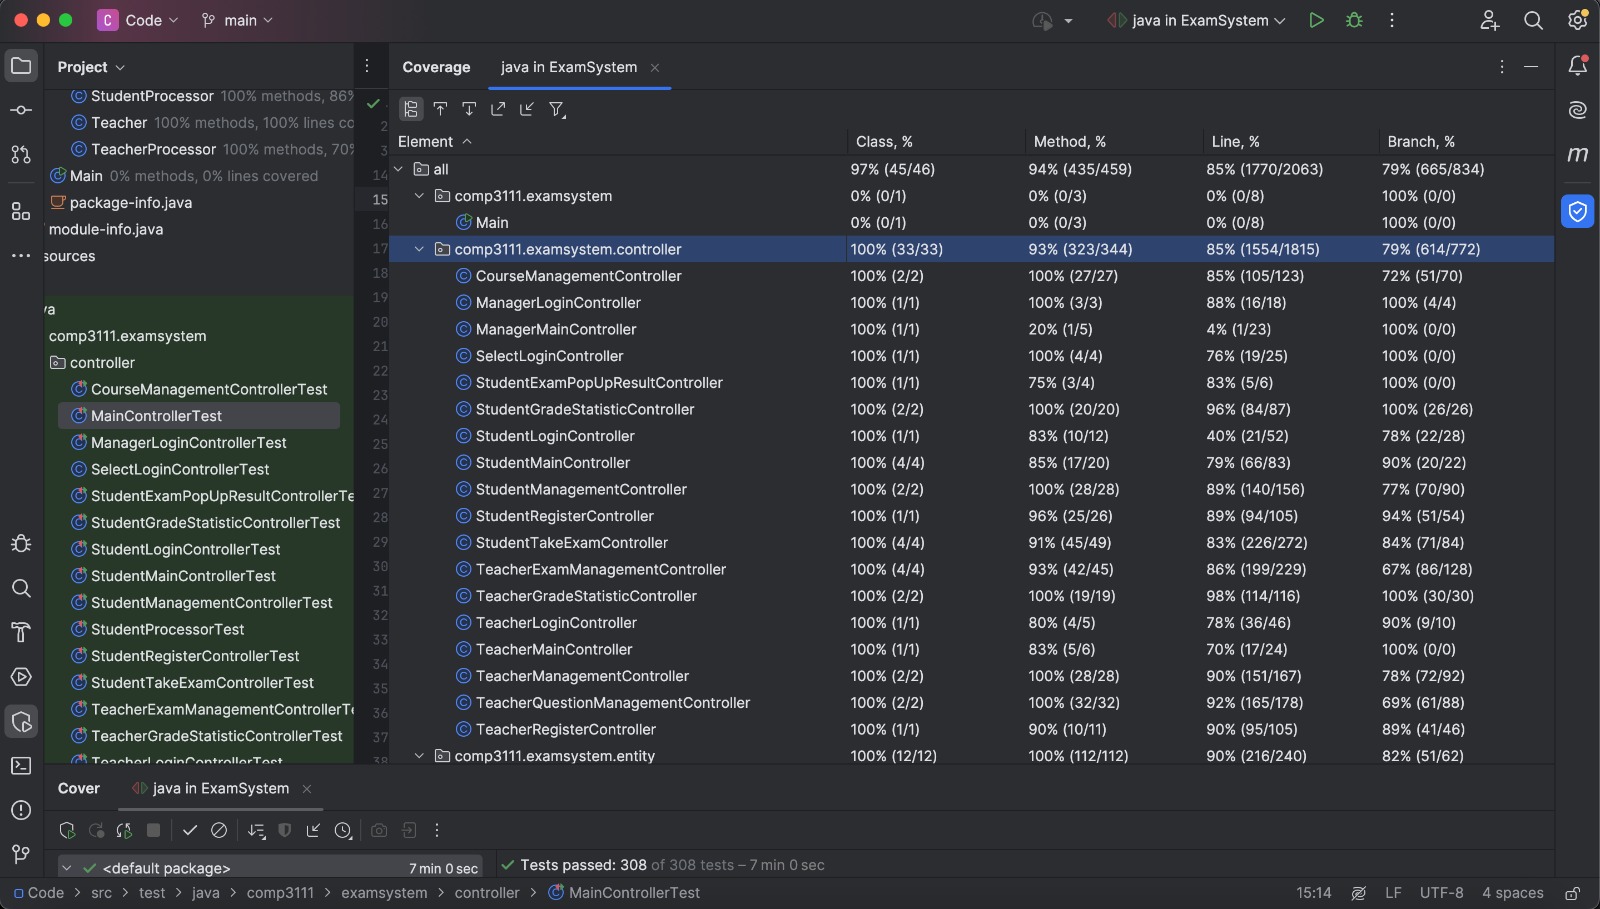 C Code main java in ExamSystem
Project
StudentProcessor 100% methods, 86%
Teacher 100% methods, 100% lines co
TeacherProcessor 100% methods, 70%
Main 0% methods, 0% lines covered
package-info.java
module-info.java
sources
va
comp3111.examsystem
controller
CourseManagementControllerTest
MainControllerTest
ManagerLoginControllerTest
SelectLoginControllerTest
StudentExamPopUpResultControllerTe
StudentGradeStatisticControllerTest
StudentLoginControllerTest
StudentMainControllerTest
StudentManagementControllerTest
StudentProcessorTest
StudentRegisterControllerTest
StudentTakeExamControllerTest
TeacherExamManagementControllerTe
TeacherGradeStatisticControllerTest
TeacherLoginControllerTest
2
3
14
15
16
17
18
19
20
21
22
23
24
25
26
27
28
29
30
31
32
33
34
35
36
37
38
Coverage java in ExamSystem
Element Class, % Method, % Line, % Branch, %
all 97% (45/46) 94% (435/459) 85% (1770/2063) 79% (665/834)
comp3111.examsystem 0% (0/1) 0% (0/3) 0% (0/8) 100% (0/0)
Main 0% (0/1) 0% (0/3) 0% (0/8) 100% (0/0)
comp3111.examsystem.controller 100% (33/33) 93% (323/344) 85% (1554/1815) 79% (614/772)
CourseManagementController 100% (2/2) 100% (27/27) 85% (105/123) 72% (51/70)
ManagerLoginController 100% (1/1) 100% (3/3) 88% (16/18) 100% (4/4)
ManagerMainController 100% (1/1) 20% (1/5) 4% (1/23) 100% (0/0)
SelectLoginController 100% (1/1) 100% (4/4) 76% (19/25) 100% (0/0)
StudentExamPopUpResultController 100% (1/1) 75% (3/4) 83% (5/6) 100% (0/0)
StudentGradeStatisticController 100% (2/2) 100% (20/20) 96% (84/87) 100% (26/26)
StudentLoginController 100% (1/1) 83% (10/12) 40% (21/52) 78% (22/28)
StudentMainController 100% (4/4) 85% (17/20) 79% (66/83) 90% (20/22)
StudentManagementController 100% (2/2) 100% (28/28) 89% (140/156) 77% (70/90)
StudentRegisterController 100% (1/1) 96% (25/26) 89% (94/105) 94% (51/54)
StudentTakeExamController 100% (4/4) 91% (45/49) 83% (226/272) 84% (71/84)
TeacherExamManagementController 100% (4/4) 93% (42/45) 86% (199/229) 67% (86/128)
TeacherGradeStatisticController 100% (2/2) 100% (19/19) 98% (114/116) 100% (30/30)
TeacherLoginController 100% (1/1) 80% (4/5) 78% (36/46) 90% (9/10)
TeacherMainController 100% (1/1) 83% (5/6) 70% (17/24) 100% (0/0)
TeacherManagementController 100% (2/2) 100% (28/28) 90% (151/167) 78% (72/92)
TeacherQuestionManagementController 100% (2/2) 100% (32/32) 92% (165/178) 69% (61/88)
TeacherRegisterController 100% (1/1) 90% (10/11) 90% (95/105) 89% (41/46)
comp3111.examsystem.entity 100% (12/12) 100% (112/112) 90% (216/240) 82% (51/62)
m
Cover java in ExamSystem
<default package> 7 min 0 sec
Tests passed: 308 of 308 tests – 7 min 0 sec
Code > src > test > java > comp3111 > examsystem > controller > MainControllerTest
15:14 LF UTF-8 4 spaces